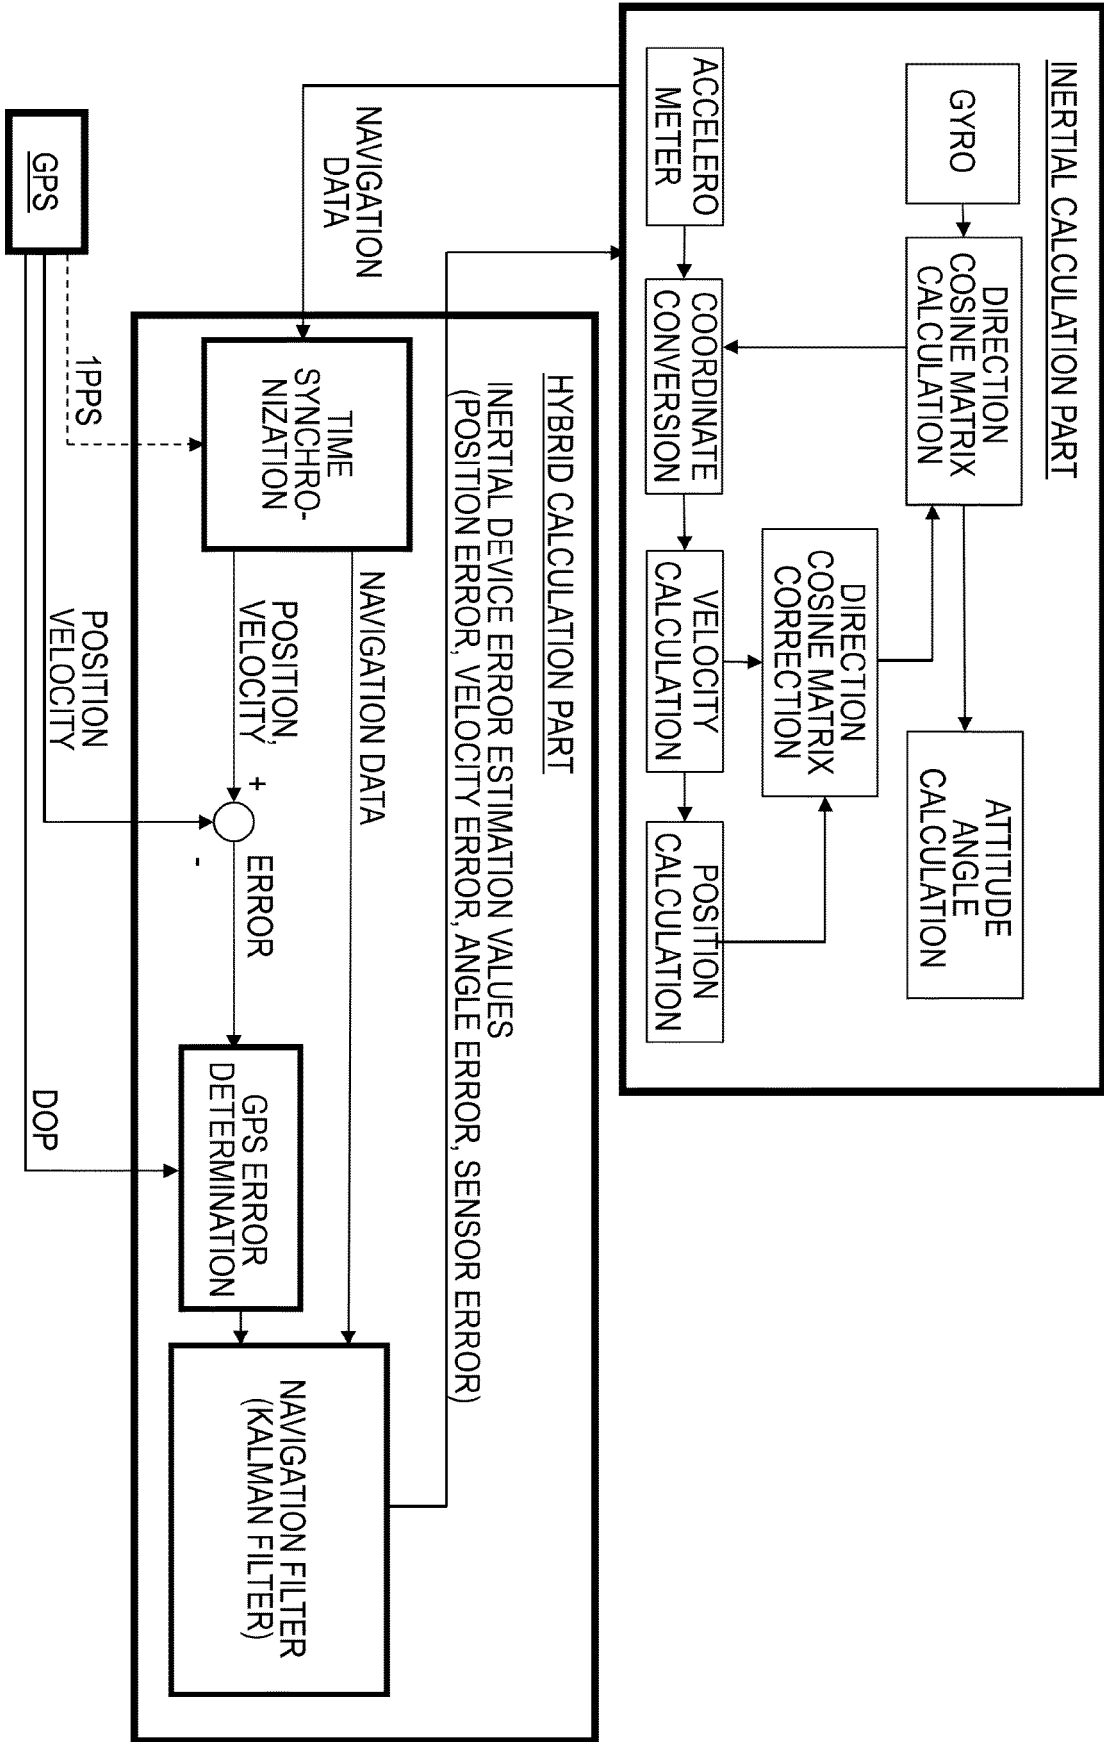 INERTIAL CALCULATION PART
GYRO
DIRECTION
COSINE MATRIX
CALCULATION
ATTITUDE
ANGLE
CALCULATION
DIRECTION
COSINE MATRIX
CORRECTION
ACCELERO
METER
COORDINATE
CONVERSION
VELOCITY
CALCULATION
POSITION
CALCULATION
NAVIGATION
DATA
HYBRID CALCULATION PART
INERTIAL DEVICE ERROR ESTIMATION VALUES
(POSITION ERROR, VELOCITY ERROR, ANGLE ERROR, SENSOR ERROR)
TIME
SYNCHRO-
NIZATION
NAVIGATION DATA
POSITION,
VELOCITY
+
-
ERROR
GPS ERROR
DETERMINATION
NAVIGATION FILTER
(KALMAN FILTER)
GPS
1PPS
POSITION
VELOCITY
DOP